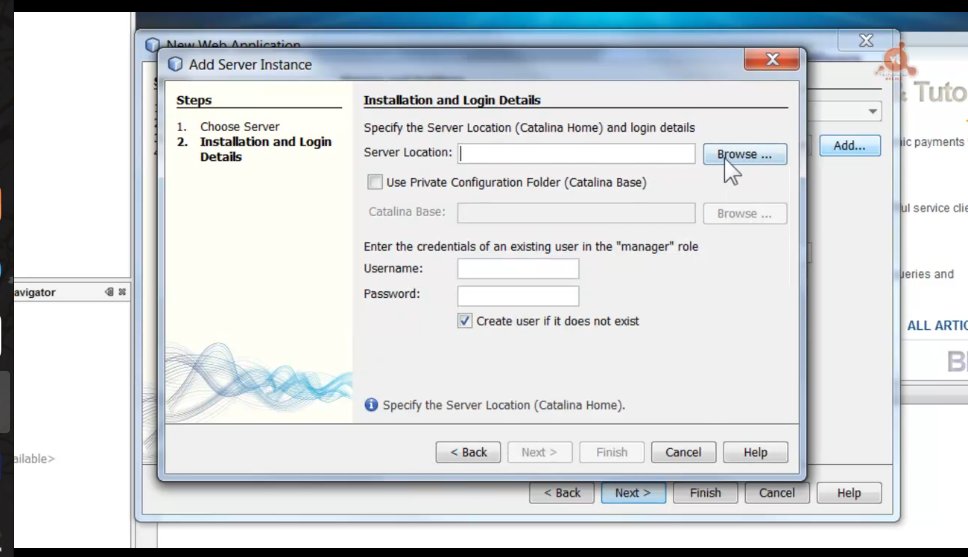 New Web Application
Add Server Instance
Steps
1. Choose Server
2. Installation and Login
Details
Installation and Login Details
Specify the Server Location (Catalina Home) and login details
Server Location:
Browse ...
Use Private Configuration Folder (Catalina Base)
Catalina Base:
Browse ...
Enter the credentials of an existing user in the "manager" role
Username:
Password:
Create user if it does not exist
Specify the Server Location (Catalina Home).
< Back
Next >
Finish
Cancel
Help
< Back
Next >
Finish
Cancel
Help
Add...
& Tuto
ic payments
ul service clie
ueries and
ALL ARTIC
avigator
ailable>